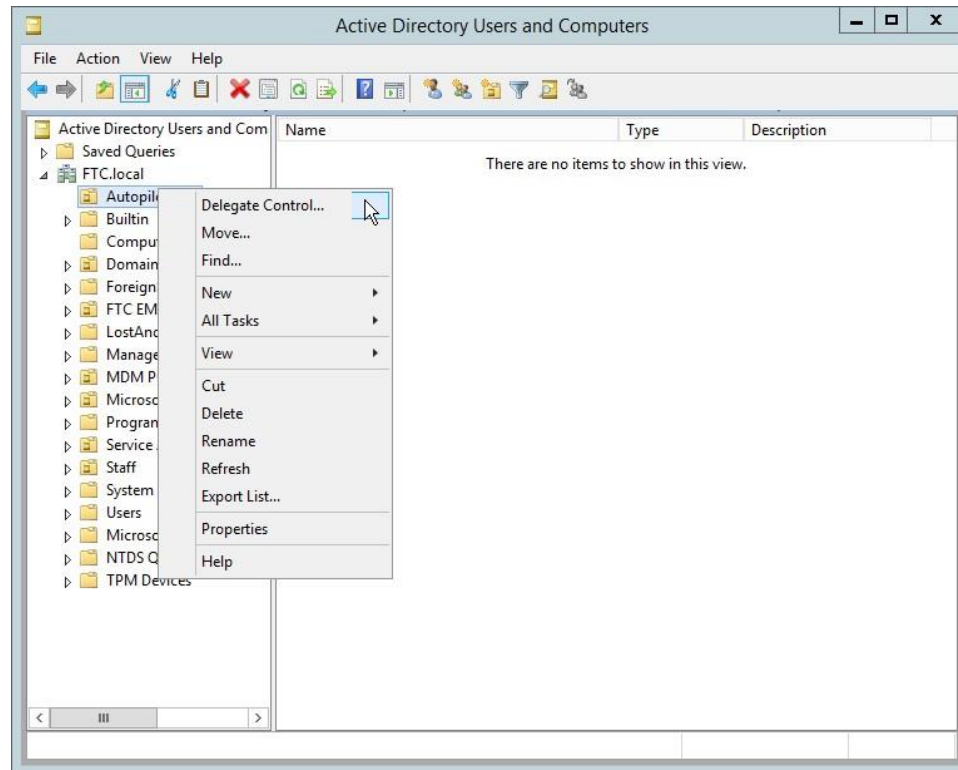 Active Directory Users and Computers
File Action View Help
Active Directory Users and Com
Name Type Description
There are no items to show in this view.
Saved Queries
FTC.local
Autopil
Builtin
Compu
Domain
Foreign
FTC EM
LostAnd
Manage
MDM P
Microsc
Progran
Service
Staff
System
Users
Microsc
NTDS Q
TPM Devices
Delegate Control...
Move...
Find...
New
All Tasks
View
Cut
Delete
Rename
Refresh
Export List...
Properties
Help